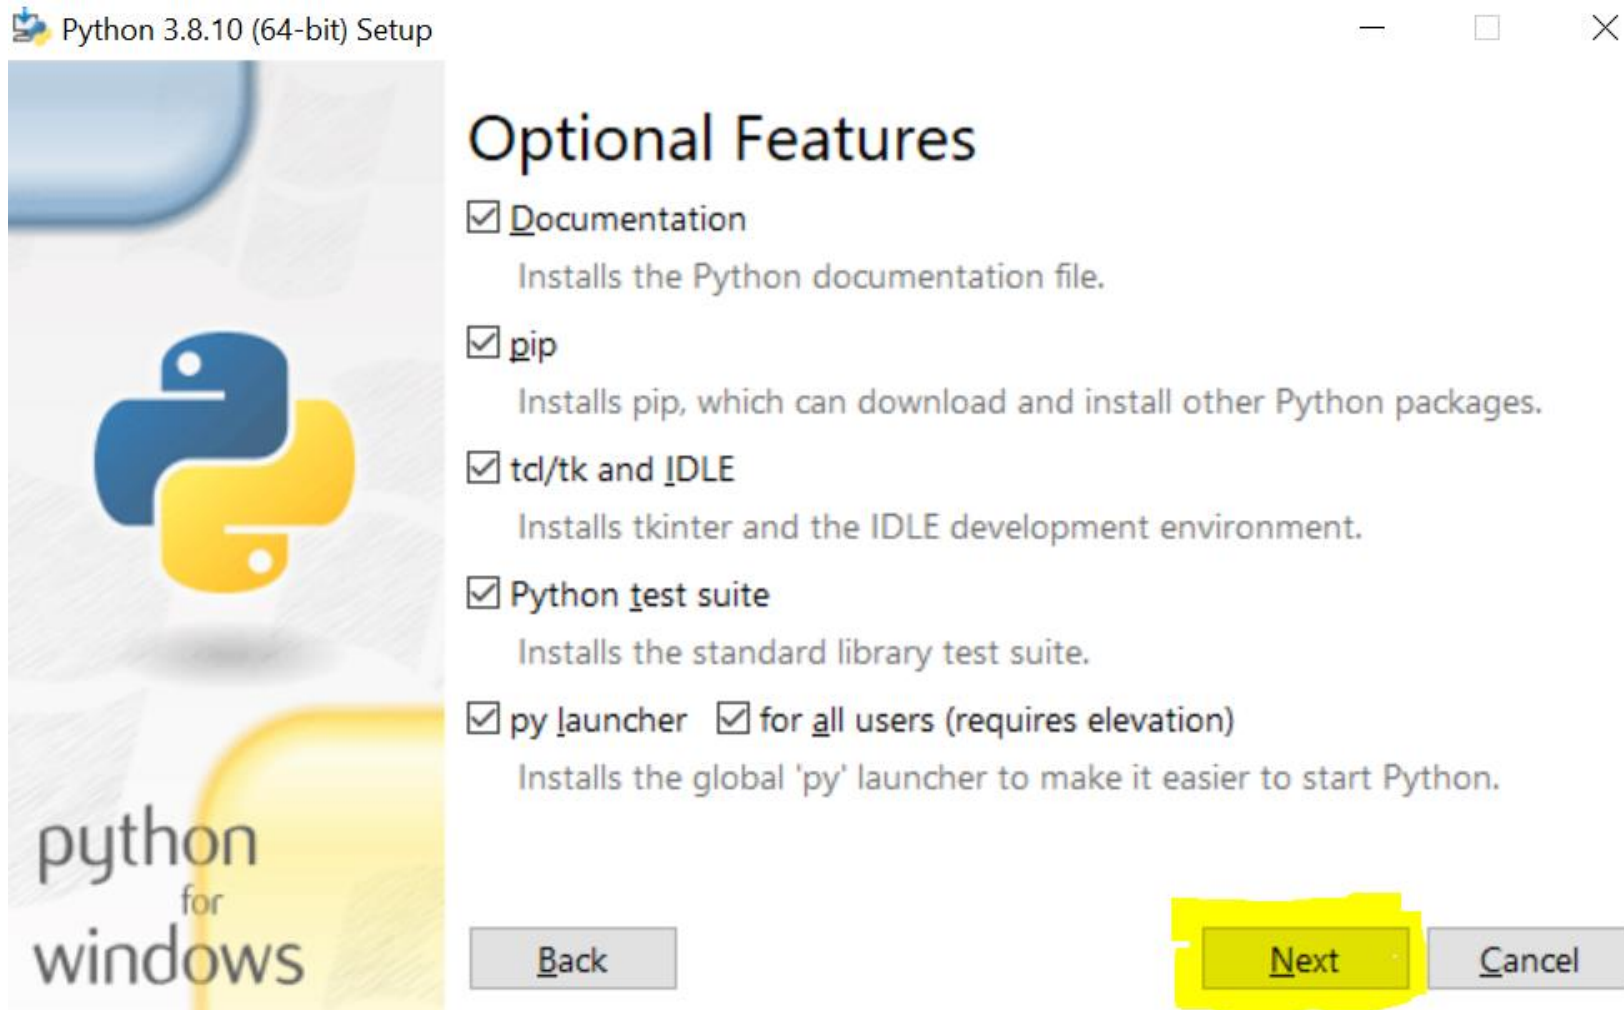 Python 3.8.10 (64-bit) Setup
Optional Features
Documentation
Installs the Python documentation file.
pip
Installs pip, which can download and install other Python packages.
tcl/tk and IDLE
Installs tkinter and the IDLE development environment.
Python test suite
Installs the standard library test suite.
py launcher for all users (requires elevation)
Installs the global 'py' launcher to make it easier to start Python.
python
for
windows
Back Next Cancel